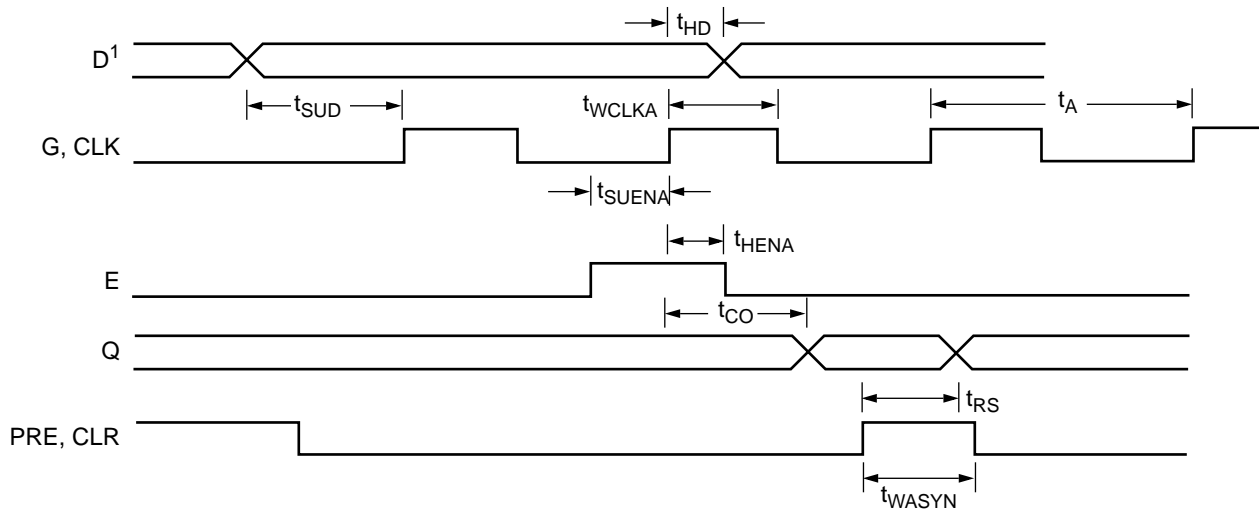 tHD
D¹
tSUD
tWCLKA
tA
G, CLK
tSUENA
tHENA
E
tCO
Q
tRS
PRE, CLR
tWASYN